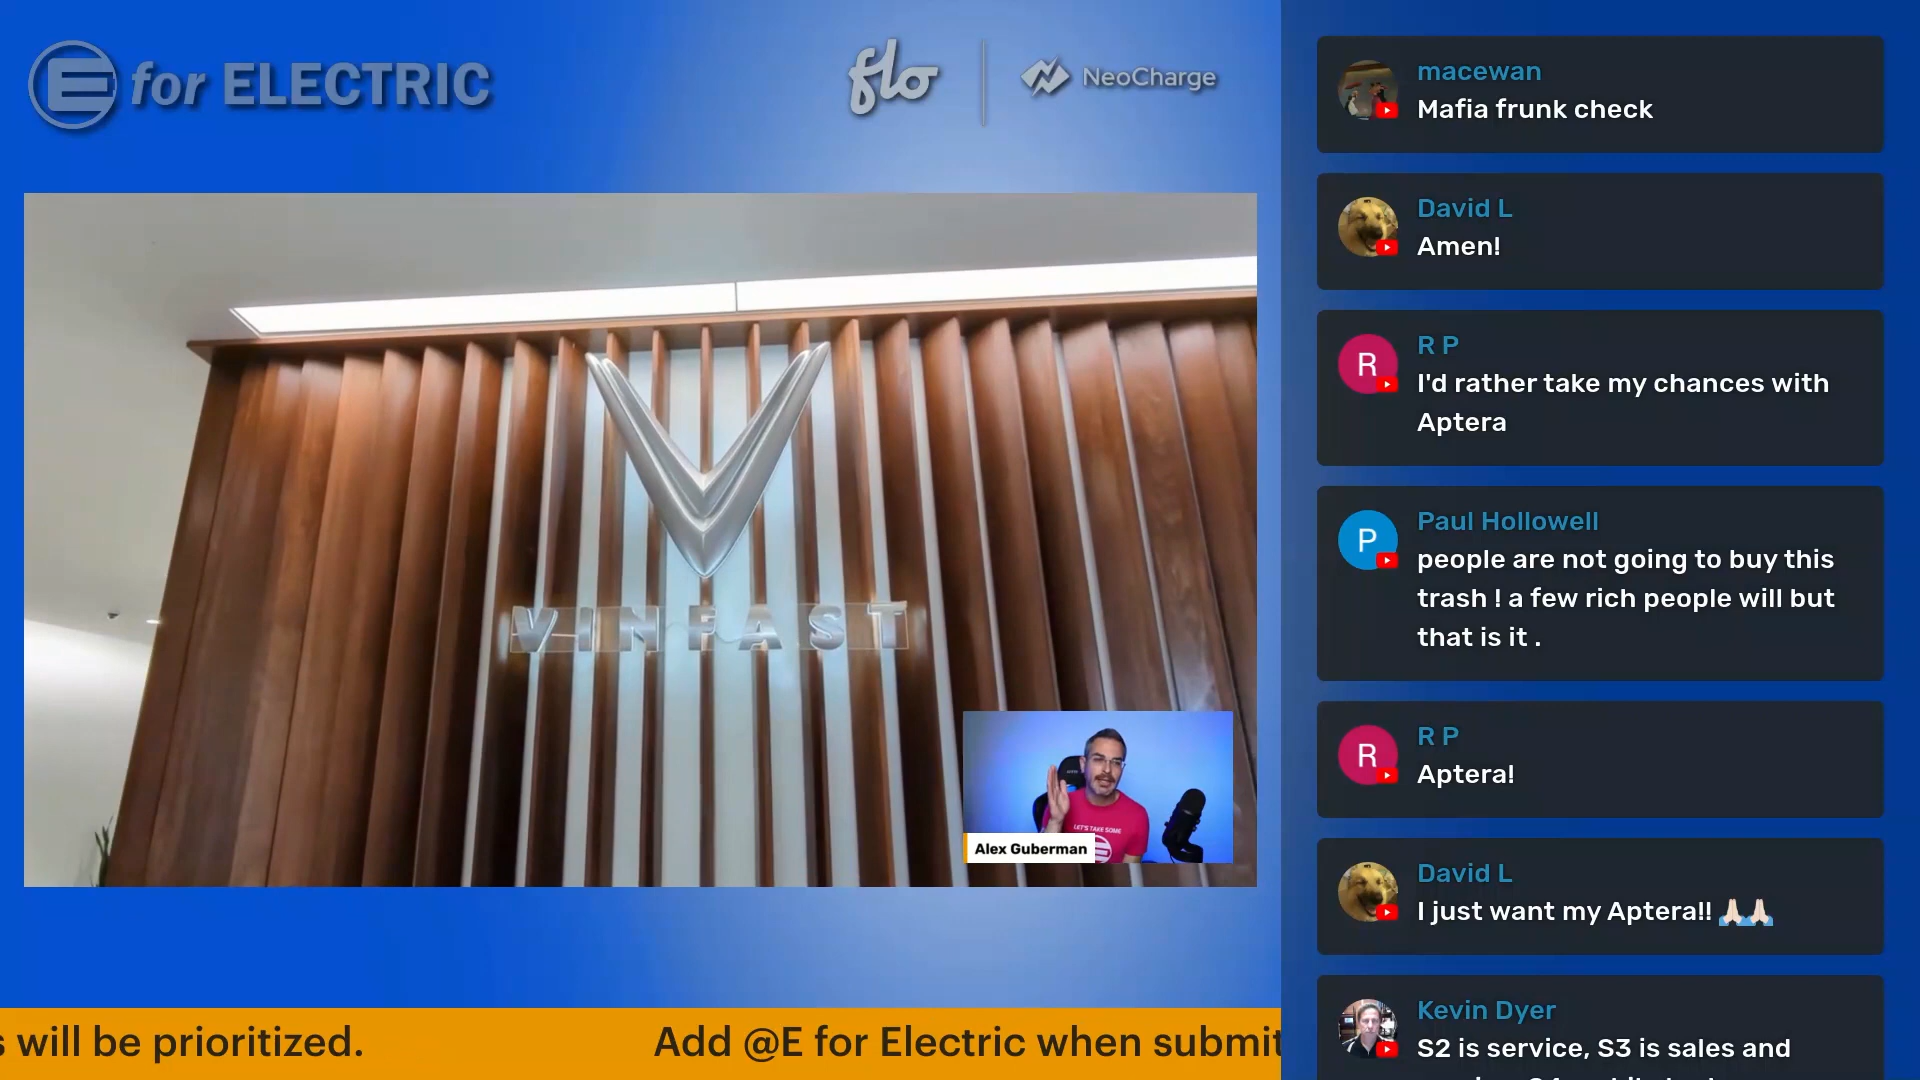 E for ELECTRIC
flo
NeoCharge
VINFAST
LET'S TAKE SOME
Alex Guberman
will be prioritized.
Add @E for Electric when submit
macewan
Mafia frunk check
David L
Amen!
R
R P
I'd rather take my chances with
Aptera
P
Paul Hollowell
people are not going to buy this
trash ! a few rich people will but
that is it .
R
R P
Aptera!
David L
I just want my Aptera!! 🙏🏻🙏🏻
Kevin Dyer
S2 is service, S3 is sales and